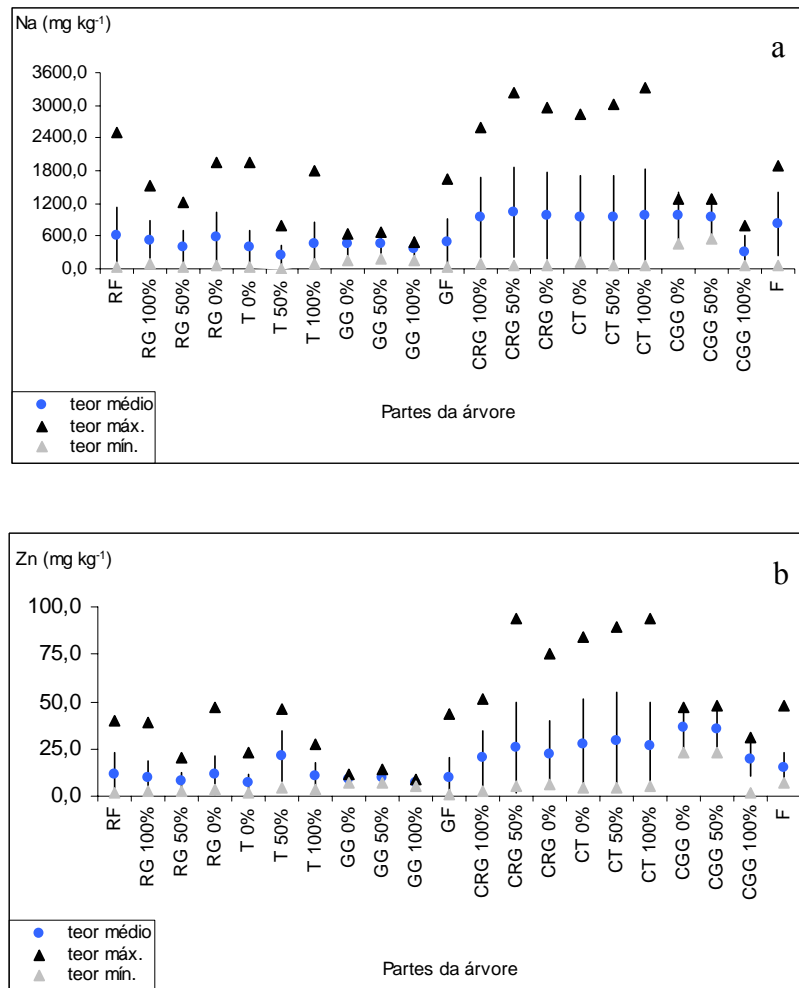 Na (mg kg-1)
a
3600,0
3000,0
2400,0
1800,0
1200,0
600,0
0,0
RF
RG 100%
RG 50%
RG 0%
T 0%
T 50%
T 100%
GG 0%
GG 50%
GG 100%
GF
CRG 100%
CRG 50%
CRG 0%
CT 0%
CT 50%
CT 100%
CGG 0%
CGG 50%
CGG 100%
F
teor médio
teor máx.
teor mín.
Partes da árvore
Zn (mg kg-1)
b
100,0
75,0
50,0
25,0
0,0
RF
RG 100%
RG 50%
RG 0%
T 0%
T 50%
T 100%
GG 0%
GG 50%
GG 100%
GF
CRG 100%
CRG 50%
CRG 0%
CT 0%
CT 50%
CT 100%
CGG 0%
CGG 50%
CGG 100%
F
teor médio
teor máx.
teor mín.
Partes da árvore